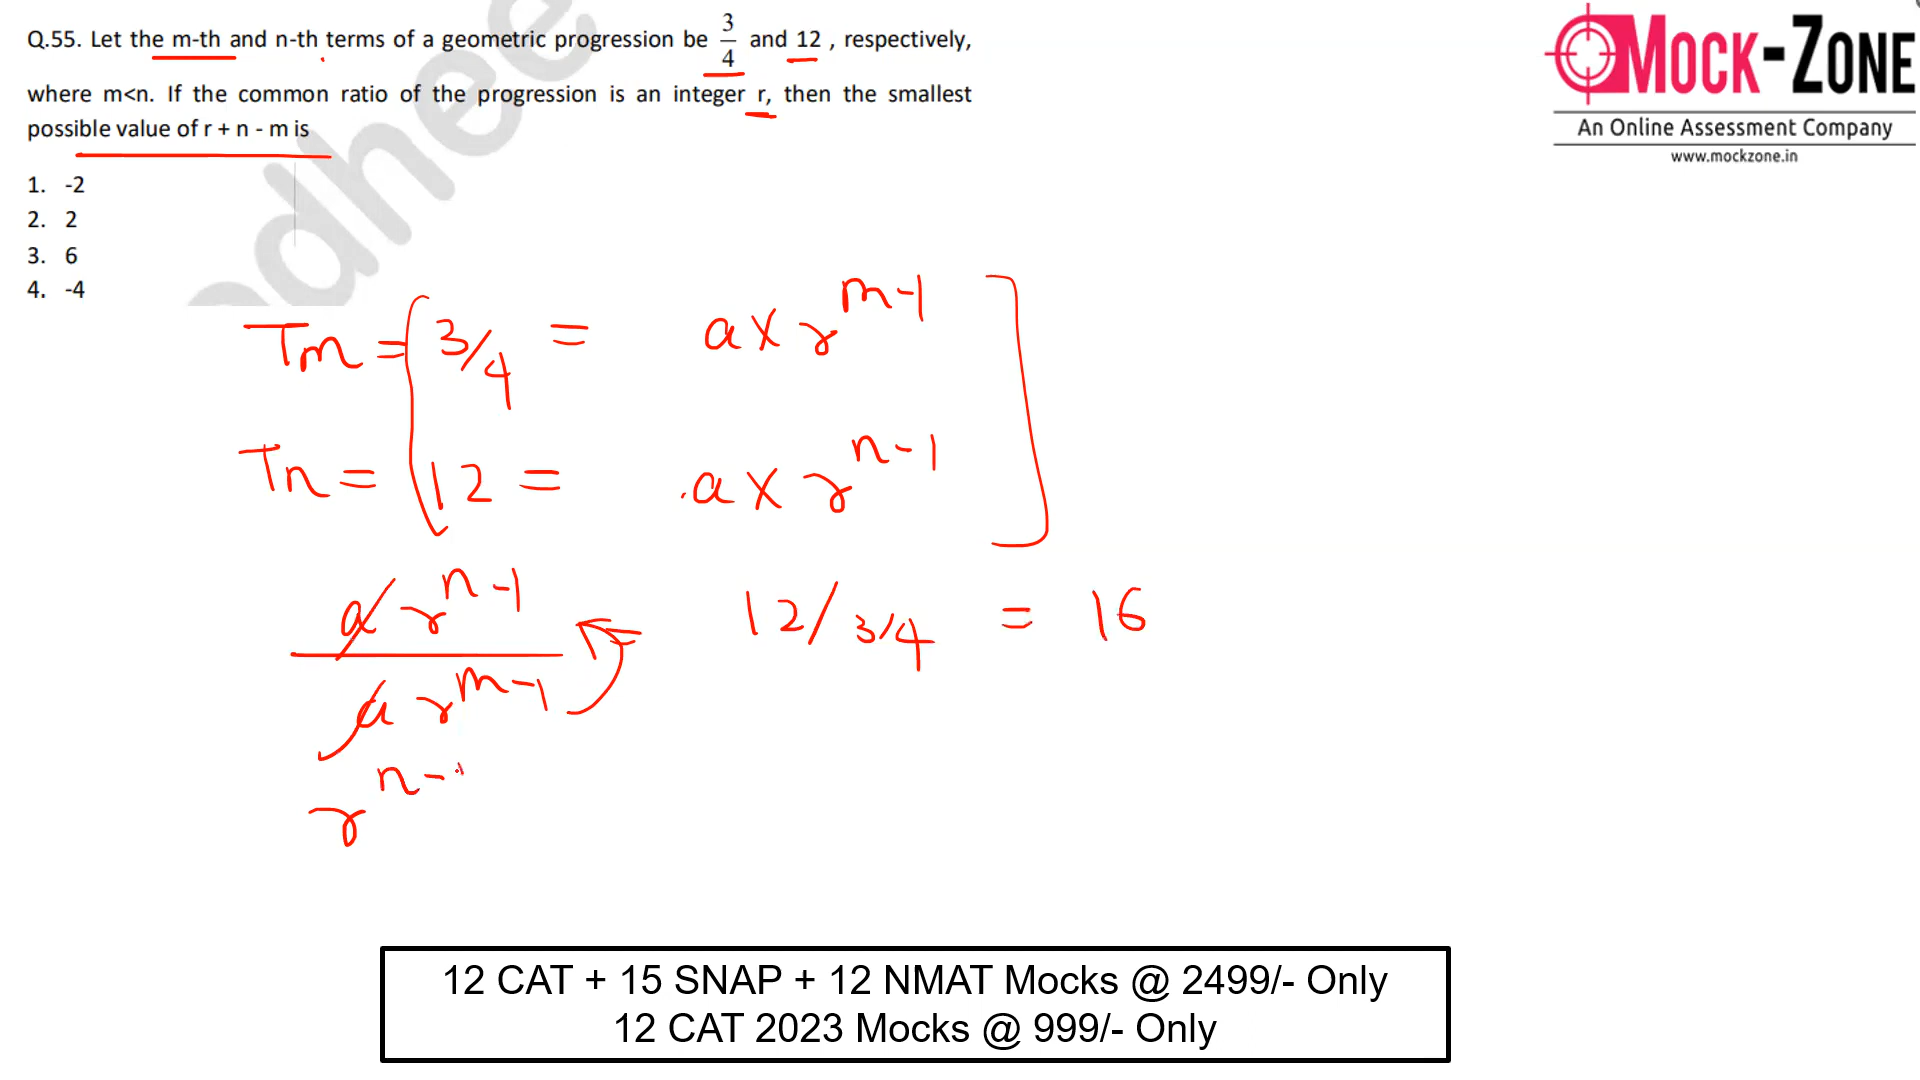 Q.55. Let the m-th and n-th terms of a geometric progression be 3/4 and 12 , respectively,
where m<n. If the common ratio of the progression is an integer r, then the smallest
possible value of r + n - m is
1. -2
2. 2
3. 6
4. -4
MOCK-ZONE
An Online Assessment Company
www.mockzone.in
dhee
Tm = 3/4 = a x r^m-1
Tn = 12 = a x r^n-1
a r^n-1 / a r^m-1 = 12/3/4 = 16
r^n-
12 CAT + 15 SNAP + 12 NMAT Mocks @ 2499/- Only
12 CAT 2023 Mocks @ 999/- Only